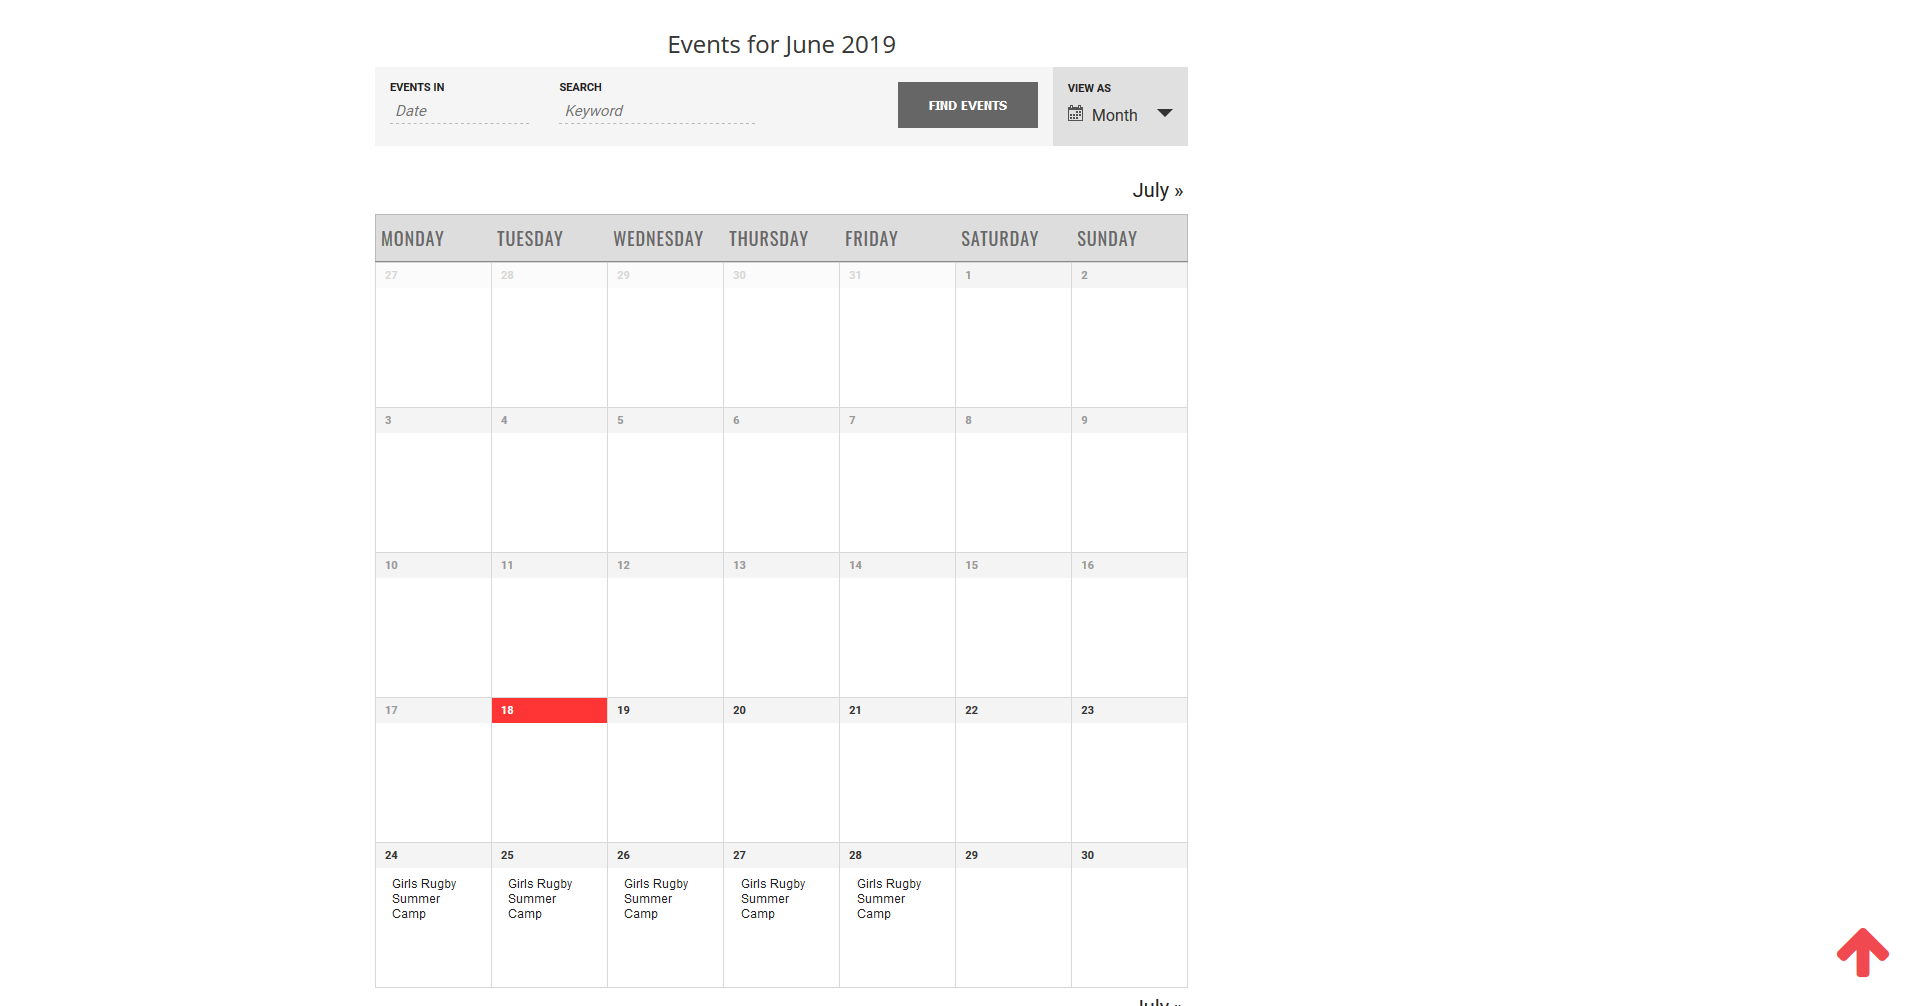 Events for June 2019
EVENTS IN
Date
SEARCH
Keyword
FIND EVENTS
VIEW AS
Month
July »
MONDAY TUESDAY WEDNESDAY THURSDAY FRIDAY SATURDAY SUNDAY
27 28 29 30 31 1 2
3 4 5 6 7 8 9
10 11 12 13 14 15 16
17 18 19 20 21 22 23
24 25 26 27 28 29 30
Girls Rugby Girls Rugby Girls Rugby Girls Rugby Girls Rugby
Summer Summer Summer Summer Summer
Camp Camp Camp Camp Camp
July »